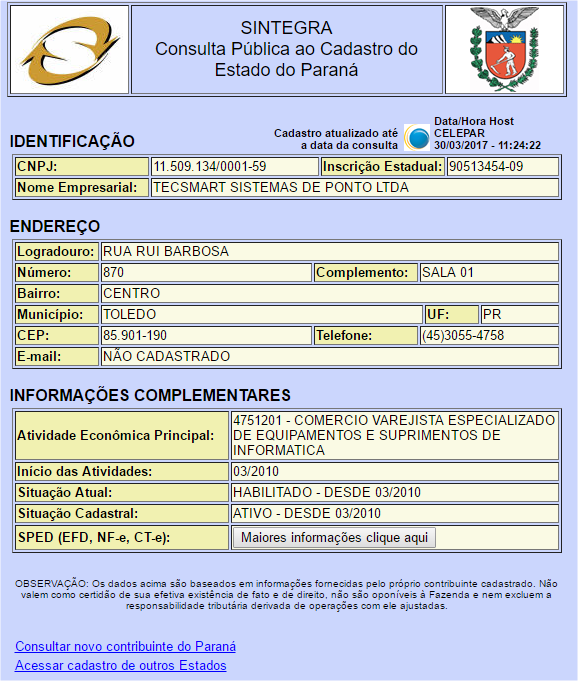 SINTEGRA
Consulta Pública ao Cadastro do
Estado do Paraná
IDENTIFICAÇÃO
Cadastro atualizado até
a data da consulta
Data/Hora Host
CELEPAR
30/03/2017 - 11:24:22
CNPJ: 11.509.134/0001-59 Inscrição Estadual: 90513454-09
Nome Empresarial: TECSMART SISTEMAS DE PONTO LTDA
ENDEREÇO
Logradouro: RUA RUI BARBOSA
Número: 870 Complemento: SALA 01
Bairro: CENTRO
Município: TOLEDO UF: PR
CEP: 85.901-190 Telefone: (45)3055-4758
E-mail: NÃO CADASTRADO
INFORMAÇÕES COMPLEMENTARES
Atividade Econômica Principal: 4751201 - COMERCIO VAREJISTA ESPECIALIZADO
DE EQUIPAMENTOS E SUPRIMENTOS DE
INFORMATICA
Início das Atividades: 03/2010
Situação Atual: HABILITADO - DESDE 03/2010
Situação Cadastral: ATIVO - DESDE 03/2010
SPED (EFD, NF-e, CT-e): Maiores informações clique aqui
OBSERVAÇÃO: Os dados acima são baseados em informações fornecidas pelo próprio contribuinte cadastrado. Não
valem como certidão de sua efetiva existência de fato e de direito, não são oponíveis à Fazenda e nem excluem a
responsabilidade tributária derivada de operações com ele ajustadas.
Consultar novo contribuinte do Paraná
Acessar cadastro de outros Estados